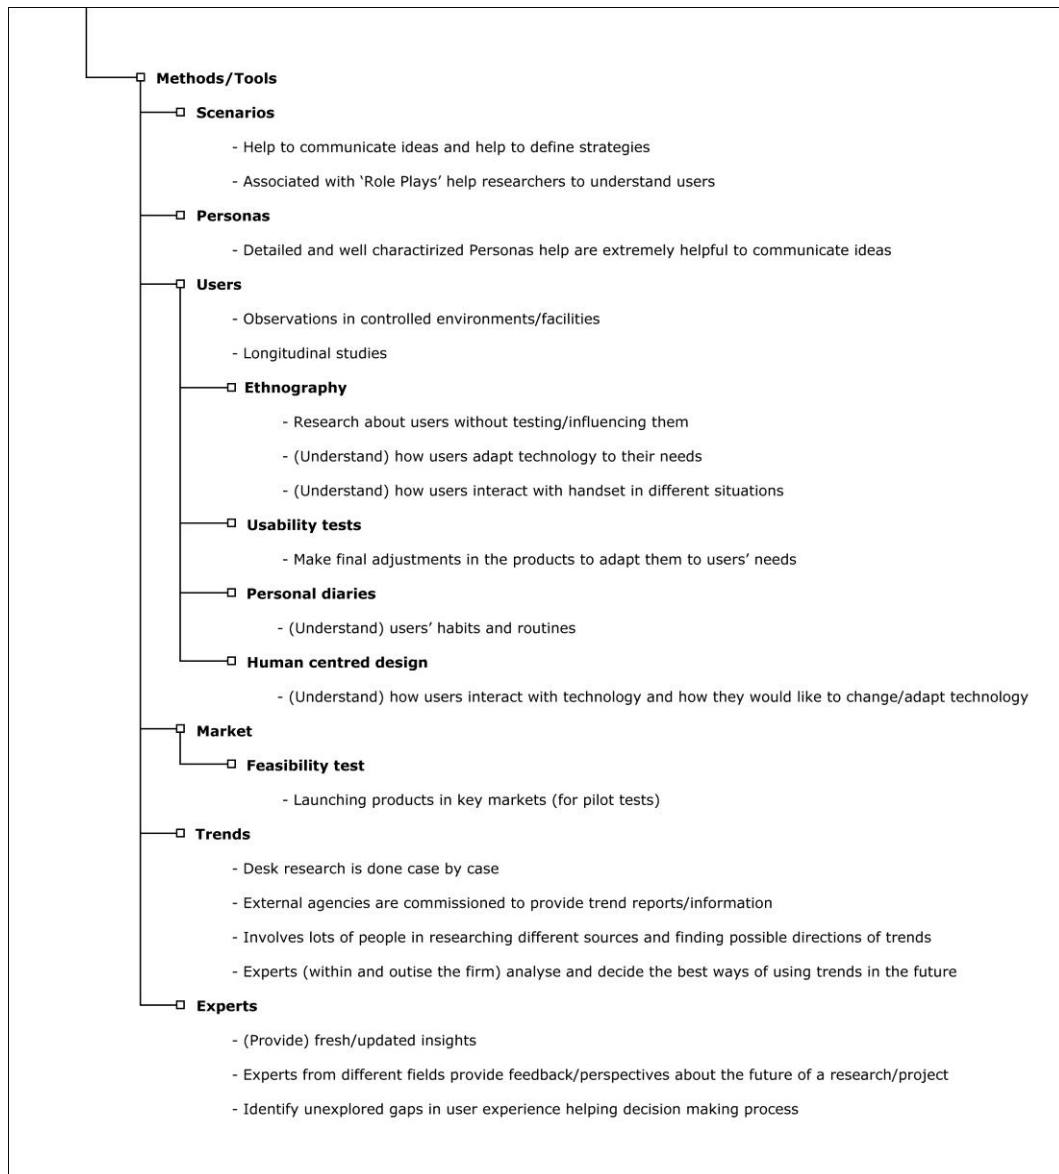 Methods/Tools
Scenarios
- Help to communicate ideas and help to define strategies
- Associated with ‘Role Plays’ help researchers to understand users
Personas
- Detailed and well charactirized Personas help are extremely helpful to communicate ideas
Users
- Observations in controlled environments/facilities
- Longitudinal studies
Ethnography
- Research about users without testing/influencing them
- (Understand) how users adapt technology to their needs
- (Understand) how users interact with handset in different situations
Usability tests
- Make final adjustments in the products to adapt them to users’ needs
Personal diaries
- (Understand) users’ habits and routines
Human centred design
- (Understand) how users interact with technology and how they would like to change/adapt technology
Market
Feasibility test
- Launching products in key markets (for pilot tests)
Trends
- Desk research is done case by case
- External agencies are commissioned to provide trend reports/information
- Involves lots of people in researching different sources and finding possible directions of trends
- Experts (within and outise the firm) analyse and decide the best ways of using trends in the future
Experts
- (Provide) fresh/updated insights
- Experts from different fields provide feedback/perspectives about the future of a research/project
- Identify unexplored gaps in user experience helping decision making process